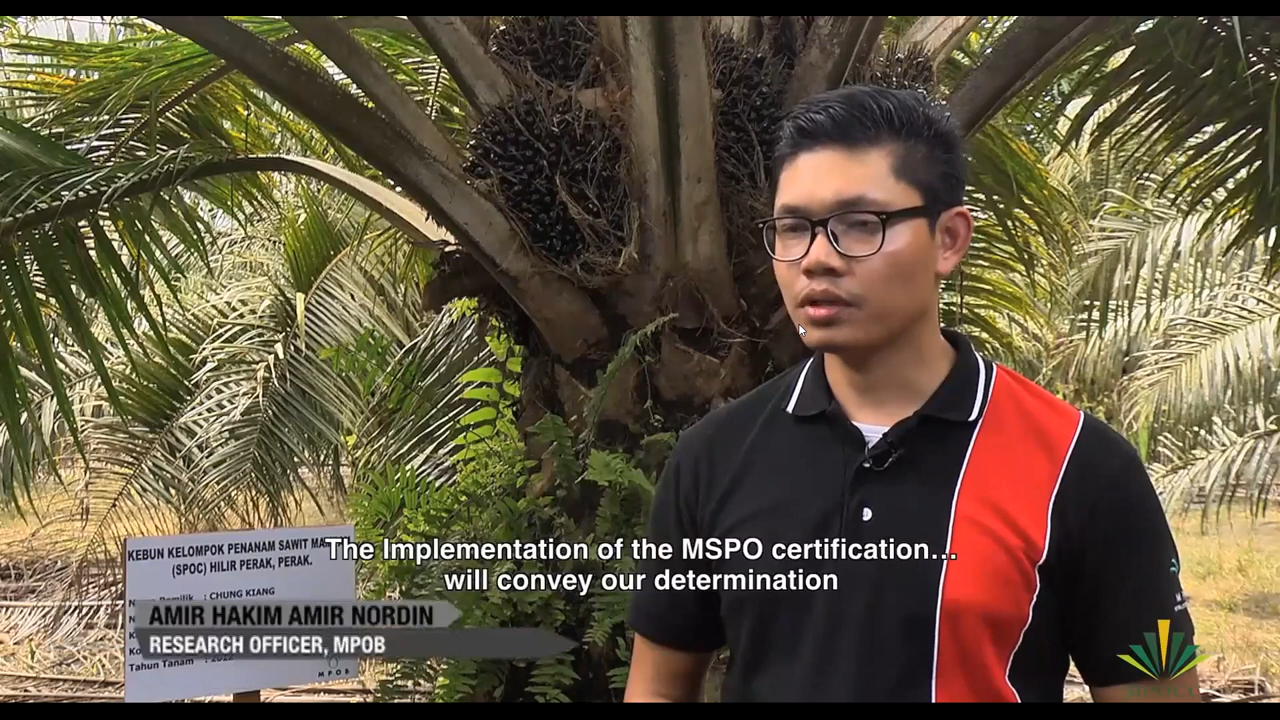 KEBUN KELOMPOK PENANAM SAWIT
(SPOC) HILIR PERAK, PERAK.
: CHUNG KIANG
Tahun Tanam :
MPOB
The Implementation of the MSPO certification...
will convey our determination
AMIR HAKIM AMIR NORDIN
RESEARCH OFFICER, MPOB